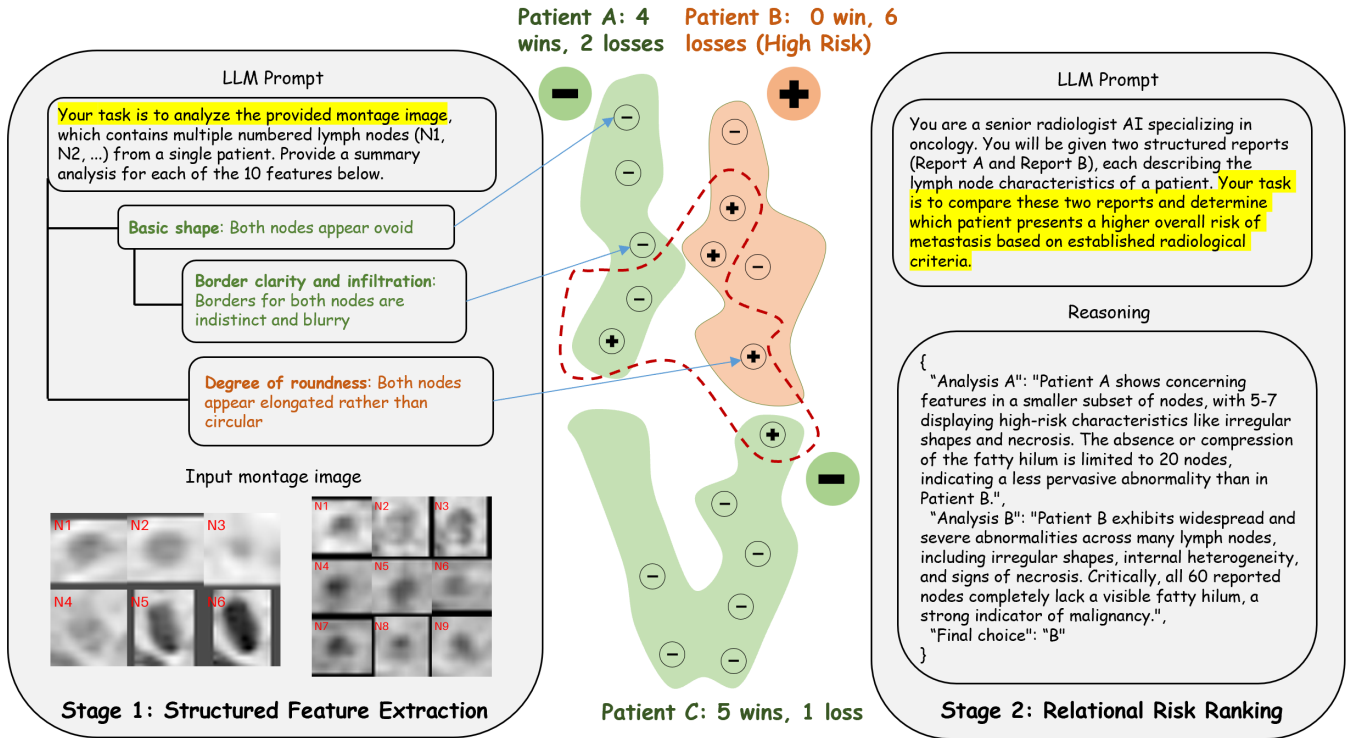 Patient A: 4
wins, 2 losses
Patient B:  0 win, 6
losses (High Risk)
LLM Prompt
Your task is to analyze the provided montage image,
which contains multiple numbered lymph nodes (N1,
N2, ...) from a single patient. Provide a summary
analysis for each of the 10 features below.
Basic shape: Both nodes appear ovoid
Border clarity and infiltration:
Borders for both nodes are
indistinct and blurry
Degree of roundness: Both nodes
appear elongated rather than
circular
Input montage image
N1
N2
N3
N4
N5
N6
N1
N2
N3
N4
N5
N6
N7
N8
N9
Stage 1: Structured Feature Extraction
Patient C: 5 wins, 1 loss
LLM Prompt
You are a senior radiologist AI specializing in
oncology. You will be given two structured reports
(Report A and Report B), each describing the
lymph node characteristics of a patient. Your task
is to compare these two reports and determine
which patient presents a higher overall risk of
metastasis based on established radiological
criteria.
Reasoning
{
"Analysis A": "Patient A shows concerning
features in a smaller subset of nodes, with 5-7
displaying high-risk characteristics like irregular
shapes and necrosis. The absence or compression
of the fatty hilum is limited to 20 nodes,
indicating a less pervasive abnormality than in
Patient B.",
"Analysis B": "Patient B exhibits widespread and
severe abnormalities across many lymph nodes,
including irregular shapes, internal heterogeneity,
and signs of necrosis. Critically, all 60 reported
nodes completely lack a visible fatty hilum, a
strong indicator of malignancy.",
"Final choice": "B"
}
Stage 2: Relational Risk Ranking